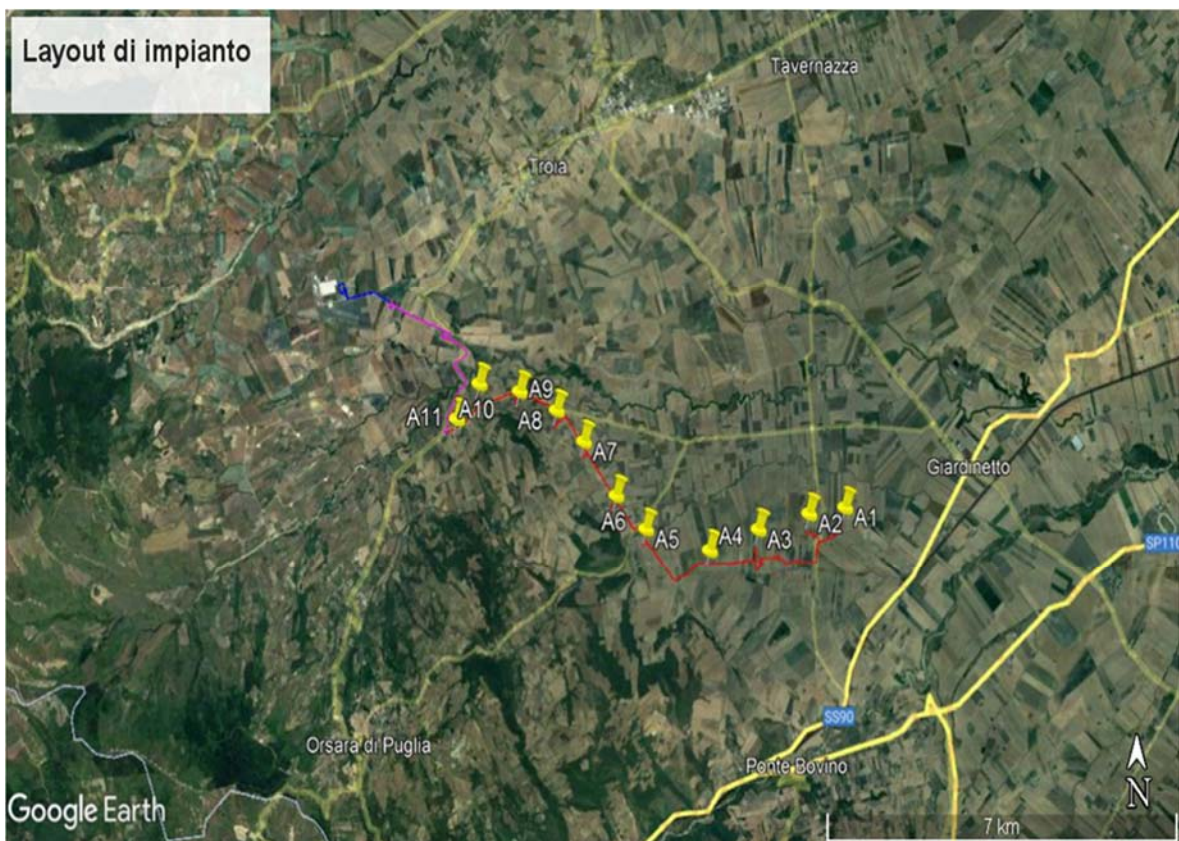 Layout di impianto
Tavernazza
Troia
A9
A10
A11
A8
A7
Giardinetto
A6
A5
A4
A3
A2
A1
SP110
SS90
Orsara di Puglia
Ponte Bovino
Google Earth
N
7 km